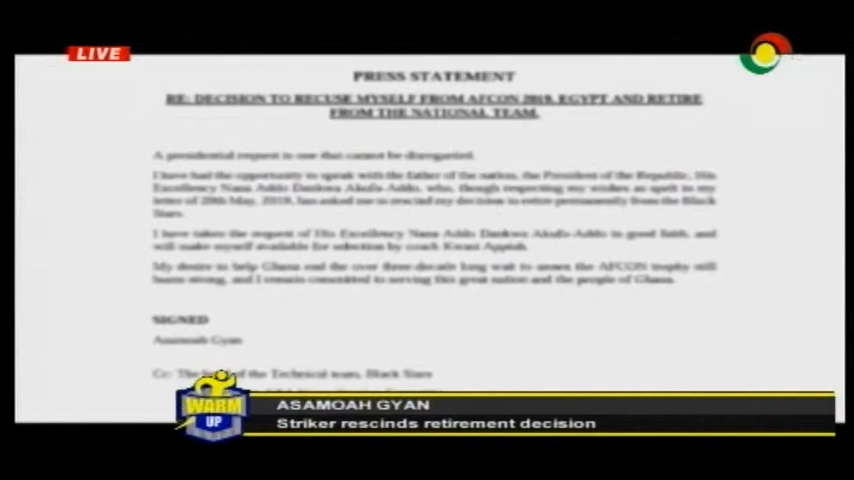 LIVE
PRESS STATEMENT
RE: DECISION TO RECUSE MYSELF FROM AFCON 2019, EGYPT AND RETIRE
FROM THE NATIONAL TEAM.
A presidential request is one that cannot be disregarded.
I have had the opportunity to speak with the father of the nation, the President of the Republic, His
Excellency Nana Addo Dankwa Akufo-Addo, who, though respecting my wishes as spelt in my
letter of 20th May, 2019, has asked me to rescind my decision to retire permanently from the Black
Stars.
I have taken the request of His Excellency Nana Addo Dankwa Akufo-Addo in good faith, and
will make myself available for selection by coach Kwasi Appiah.
My desire to help Ghana end the over three-decade long wait to annex the AFCON trophy still
burns strong, and I remain committed to serving this great nation and the people of Ghana.
SIGNED
Asamoah Gyan
Cc: The of the Technical team, Black Stars
WARM
UP
ASAMOAH GYAN
Striker rescinds retirement decision